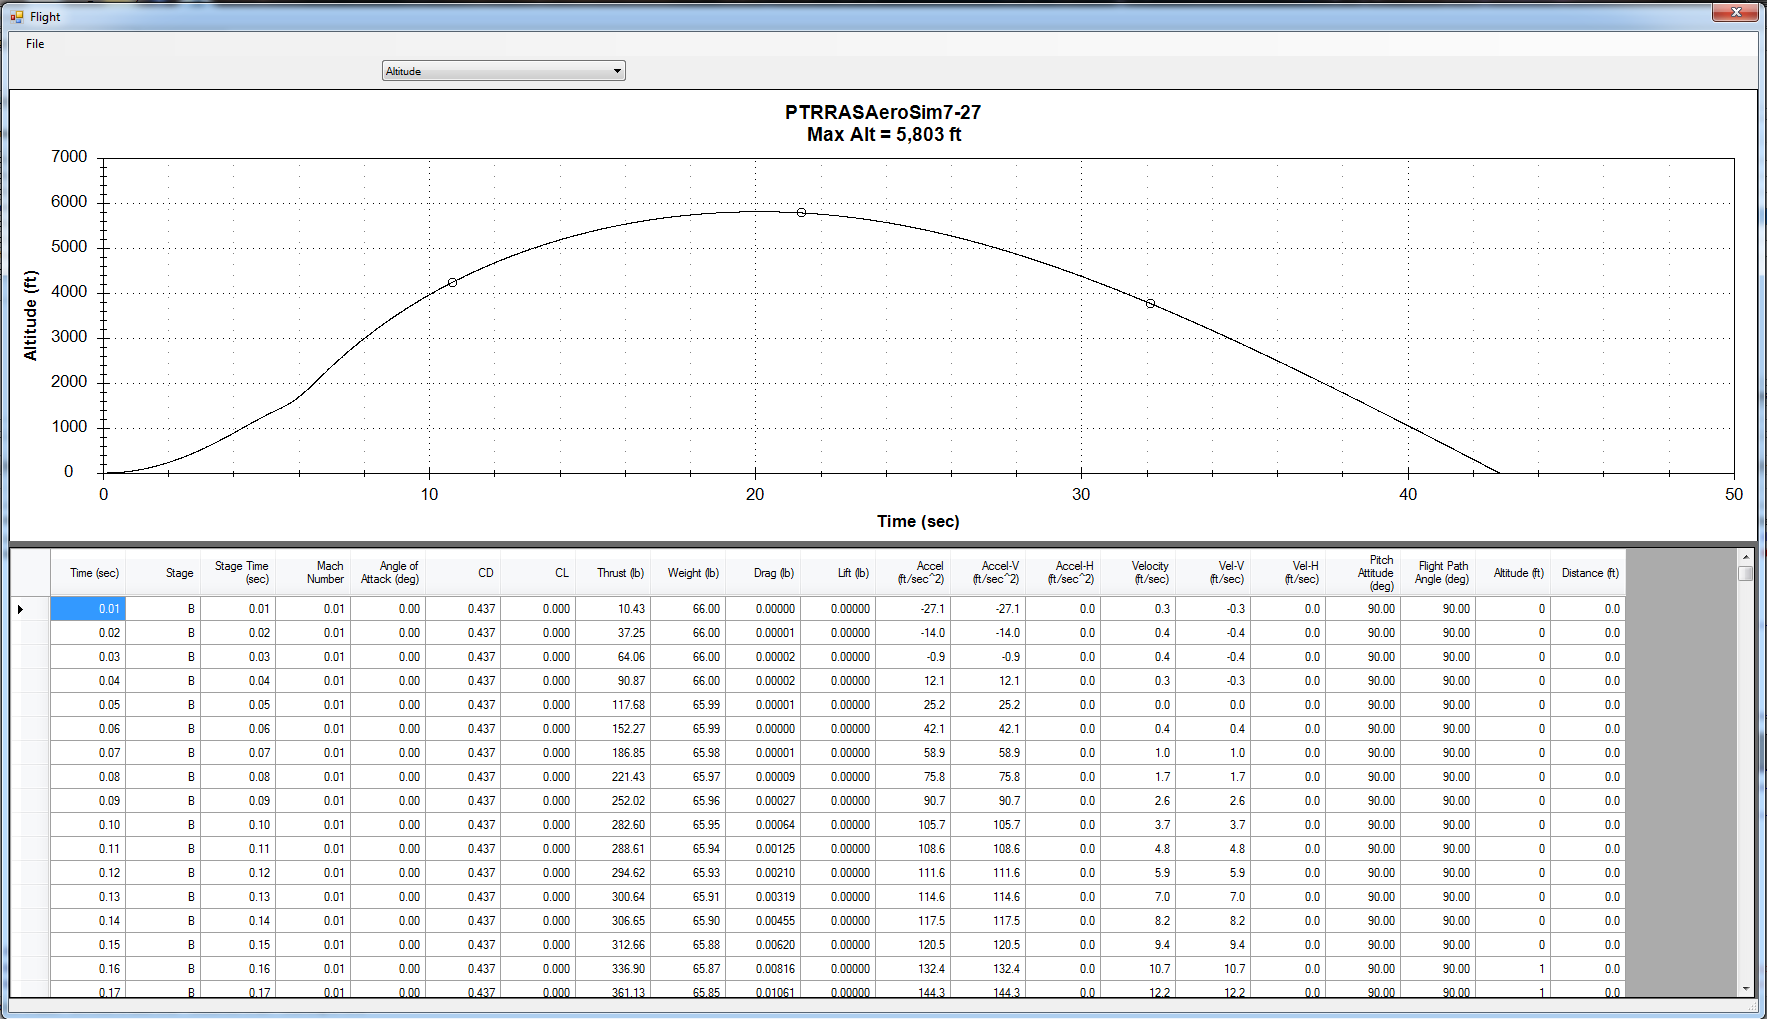 Flight
File
Altitude
PTRRASAeroSim7-27
Max Alt = 5,803 ft
7000
6000
5000
4000
3000
2000
1000
0
Altitude (ft)
0 10 20 30 40 50
Time (sec)
Time (sec) Stage Stage Time (sec) Mach Number Angle of Attack (deg) CD CL Thrust (lb) Weight (lb) Drag (lb) Lift (lb) Accel (ft/sec^2) Accel-V (ft/sec^2) Accel-H (ft/sec^2) Velocity (ft/sec) Vel-V (ft/sec) Vel-H (ft/sec) Pitch Attitude (deg) Flight Path Angle (deg) Altitude (ft) Distance (ft)
0.01 B 0.01 0.01 0.00 0.437 0.000 10.43 66.00 0.00000 0.00000 -27.1 -27.1 0.0 0.3 -0.3 0.0 90.00 90.00 0 0.0
0.02 B 0.02 0.01 0.00 0.437 0.000 37.25 66.00 0.00001 0.00000 -14.0 -14.0 0.0 0.4 -0.4 0.0 90.00 90.00 0 0.0
0.03 B 0.03 0.01 0.00 0.437 0.000 64.06 66.00 0.00002 0.00000 -0.9 -0.9 0.0 0.4 -0.4 0.0 90.00 90.00 0 0.0
0.04 B 0.04 0.01 0.00 0.437 0.000 90.87 66.00 0.00002 0.00000 12.1 12.1 0.0 0.3 -0.3 0.0 90.00 90.00 0 0.0
0.05 B 0.05 0.01 0.00 0.437 0.000 117.68 65.99 0.00001 0.00000 25.2 25.2 0.0 0.0 0.0 0.0 90.00 90.00 0 0.0
0.06 B 0.06 0.01 0.00 0.437 0.000 152.27 65.99 0.00000 0.00000 42.1 42.1 0.0 0.4 0.4 0.0 90.00 90.00 0 0.0
0.07 B 0.07 0.01 0.00 0.437 0.000 186.85 65.98 0.00001 0.00000 58.9 58.9 0.0 1.0 1.0 0.0 90.00 90.00 0 0.0
0.08 B 0.08 0.01 0.00 0.437 0.000 221.43 65.97 0.00009 0.00000 75.8 75.8 0.0 1.7 1.7 0.0 90.00 90.00 0 0.0
0.09 B 0.09 0.01 0.00 0.437 0.000 252.02 65.96 0.00027 0.00000 90.7 90.7 0.0 2.6 2.6 0.0 90.00 90.00 0 0.0
0.10 B 0.10 0.01 0.00 0.437 0.000 282.60 65.95 0.00064 0.00000 105.7 105.7 0.0 3.7 3.7 0.0 90.00 90.00 0 0.0
0.11 B 0.11 0.01 0.00 0.437 0.000 288.61 65.94 0.00125 0.00000 108.6 108.6 0.0 4.8 4.8 0.0 90.00 90.00 0 0.0
0.12 B 0.12 0.01 0.00 0.437 0.000 294.62 65.93 0.00210 0.00000 111.6 111.6 0.0 5.9 5.9 0.0 90.00 90.00 0 0.0
0.13 B 0.13 0.01 0.00 0.437 0.000 300.64 65.91 0.00319 0.00000 114.6 114.6 0.0 7.0 7.0 0.0 90.00 90.00 0 0.0
0.14 B 0.14 0.01 0.00 0.437 0.000 306.65 65.90 0.00455 0.00000 117.5 117.5 0.0 8.2 8.2 0.0 90.00 90.00 0 0.0
0.15 B 0.15 0.01 0.00 0.437 0.000 312.66 65.88 0.00620 0.00000 120.5 120.5 0.0 9.4 9.4 0.0 90.00 90.00 0 0.0
0.16 B 0.16 0.01 0.00 0.437 0.000 336.90 65.87 0.00816 0.00000 132.4 132.4 0.0 10.7 10.7 0.0 90.00 90.00 1 0.0
0.17 B 0.17 0.01 0.00 0.437 0.000 361.13 65.85 0.01061 0.00000 144.3 144.3 0.0 12.2 12.2 0.0 90.00 90.00 1 0.0